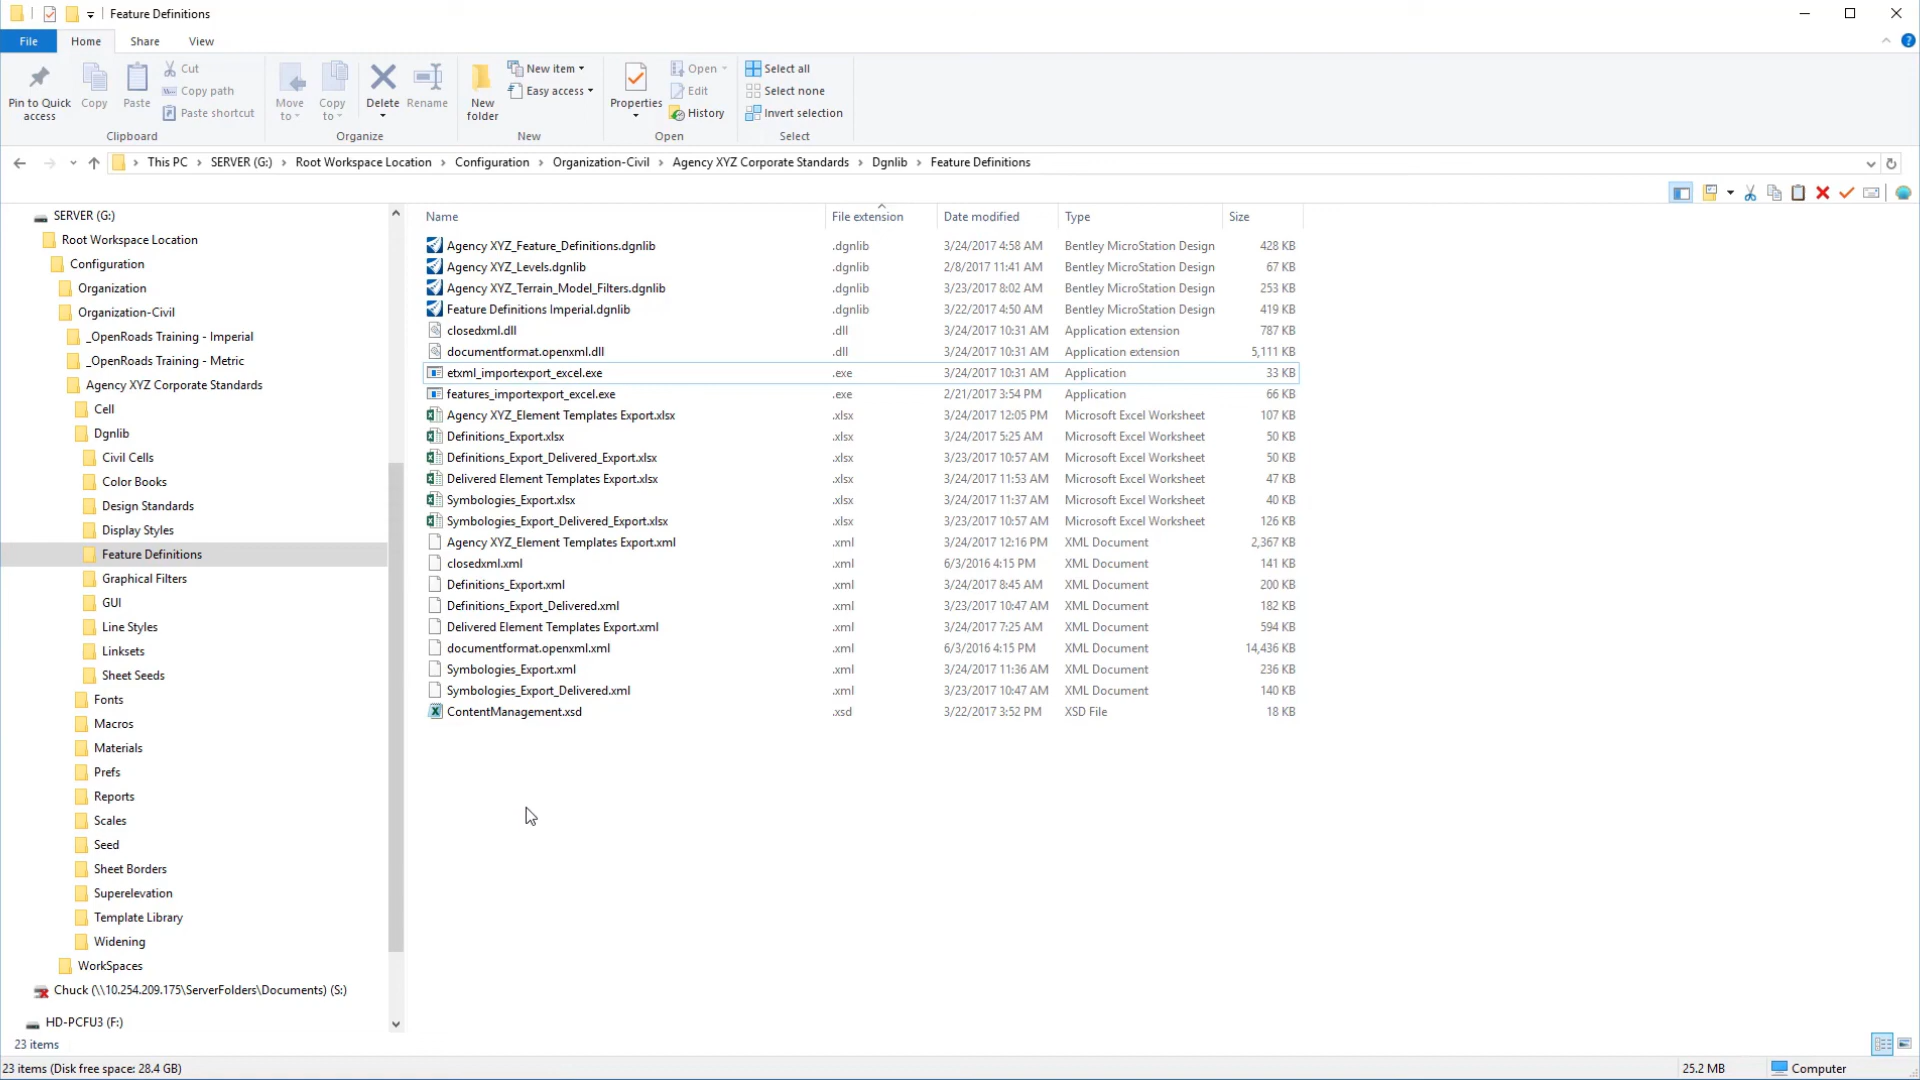 Feature Definitions
File
Home
Share
View
Pin to Quick access
Copy
Paste
Cut
Copy path
Paste shortcut
Clipboard
Move to
Copy to
Delete
Rename
Organize
New folder
New item
Easy access
New
Properties
Open
Edit
History
Open
Select all
Select none
Invert selection
Select
This PC > SERVER (G:) > Root Workspace Location > Configuration > Organization-Civil > Agency XYZ Corporate Standards > Dgnlib > Feature Definitions
SERVER (G:)
Root Workspace Location
Configuration
Organization
Organization-Civil
_OpenRoads Training - Imperial
_OpenRoads Training - Metric
Agency XYZ Corporate Standards
Cell
Dgnlib
Civil Cells
Color Books
Design Standards
Display Styles
Feature Definitions
Graphical Filters
GUI
Line Styles
Linksets
Sheet Seeds
Fonts
Macros
Materials
Prefs
Reports
Scales
Seed
Sheet Borders
Superelevation
Template Library
Widening
WorkSpaces
Chuck (\\10.254.209.175\ServerFolders\Documents) (S:)
HD-PCFU3 (F:)
Name File extension Date modified Type Size
Agency XYZ_Feature_Definitions.dgnlib .dgnlib 3/24/2017 4:58 AM Bentley MicroStation Design 428 KB
Agency XYZ_Levels.dgnlib .dgnlib 2/8/2017 11:41 AM Bentley MicroStation Design 67 KB
Agency XYZ_Terrain_Model_Filters.dgnlib .dgnlib 3/23/2017 8:02 AM Bentley MicroStation Design 253 KB
Feature Definitions Imperial.dgnlib .dgnlib 3/22/2017 4:50 AM Bentley MicroStation Design 419 KB
closedxml.dll .dll 3/24/2017 10:31 AM Application extension 787 KB
documentformat.openxml.dll .dll 3/24/2017 10:31 AM Application extension 5,111 KB
etxml_importexport_excel.exe .exe 3/24/2017 10:31 AM Application 33 KB
features_importexport_excel.exe .exe 2/21/2017 3:54 PM Application 66 KB
Agency XYZ_Element Templates Export.xlsx .xlsx 3/24/2017 12:05 PM Microsoft Excel Worksheet 107 KB
Definitions_Export.xlsx .xlsx 3/24/2017 5:25 AM Microsoft Excel Worksheet 50 KB
Definitions_Export_Delivered_Export.xlsx .xlsx 3/23/2017 10:57 AM Microsoft Excel Worksheet 50 KB
Delivered Element Templates Export.xlsx .xlsx 3/24/2017 11:53 AM Microsoft Excel Worksheet 47 KB
Symbologies_Export.xlsx .xlsx 3/24/2017 11:37 AM Microsoft Excel Worksheet 40 KB
Symbologies_Export_Delivered_Export.xlsx .xlsx 3/23/2017 10:57 AM Microsoft Excel Worksheet 126 KB
Agency XYZ_Element Templates Export.xml .xml 3/24/2017 12:16 PM XML Document 2,367 KB
closedxml.xml .xml 6/3/2016 4:15 PM XML Document 141 KB
Definitions_Export.xml .xml 3/24/2017 8:45 AM XML Document 200 KB
Definitions_Export_Delivered.xml .xml 3/23/2017 10:47 AM XML Document 182 KB
Delivered Element Templates Export.xml .xml 3/24/2017 7:25 AM XML Document 594 KB
documentformat.openxml.xml .xml 6/3/2016 4:15 PM XML Document 14,436 KB
Symbologies_Export.xml .xml 3/24/2017 11:36 AM XML Document 236 KB
Symbologies_Export_Delivered.xml .xml 3/23/2017 10:47 AM XML Document 140 KB
ContentManagement.xsd .xsd 3/22/2017 3:52 PM XSD File 18 KB
23 items
23 items (Disk free space: 28.4 GB)
25.2 MB
Computer